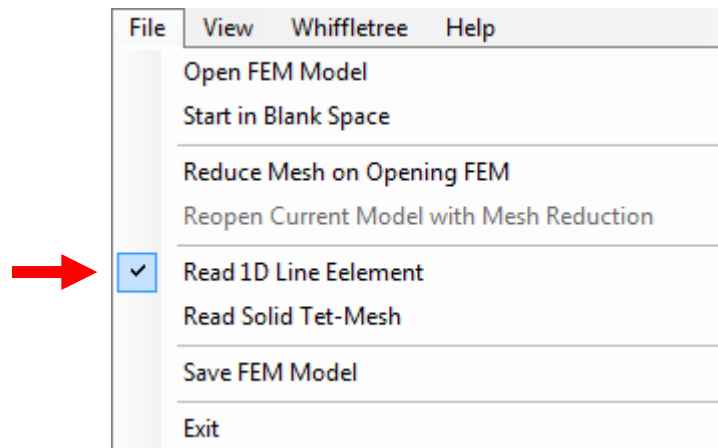 File View Whiffletree Help
Open FEM Model
Start in Blank Space
Reduce Mesh on Opening FEM
Reopen Current Model with Mesh Reduction
Read 1D Line Eelement
Read Solid Tet-Mesh
Save FEM Model
Exit